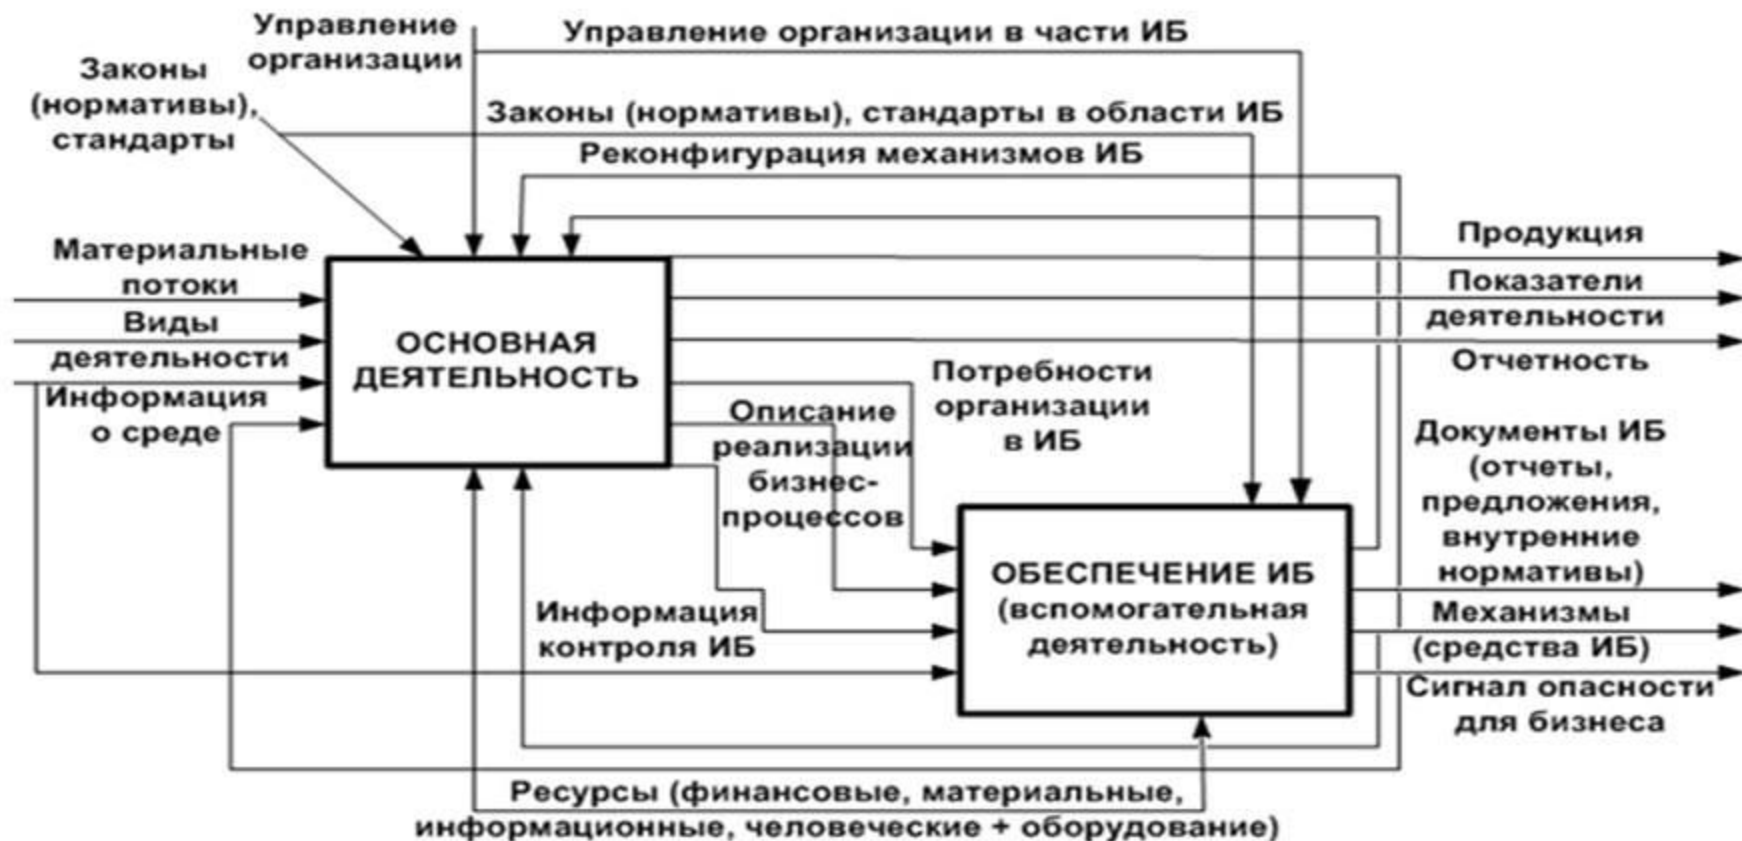 Управление
организации
Управление организации в части ИБ
Законы
(нормативы),
стандарты
Законы (нормативы), стандарты в области ИБ
Реконфигурация механизмов ИБ
Материальные
потоки
Виды
деятельности
Информация
о среде
ОСНОВНАЯ
ДЕЯТЕЛЬНОСТЬ
Продукция
Показатели
деятельности
Отчетность
Потребности
организации
в ИБ
Описание
реализации
бизнес-
процессов
Документы ИБ
(отчеты,
предложения,
внутренние
нормативы)
ОБЕСПЕЧЕНИЕ ИБ
(вспомогательная
деятельность)
Информация
контроля ИБ
Механизмы
(средства ИБ)
Сигнал опасности
для бизнеса
Ресурсы (финансовые, материальные,
информационные, человеческие + оборудование)